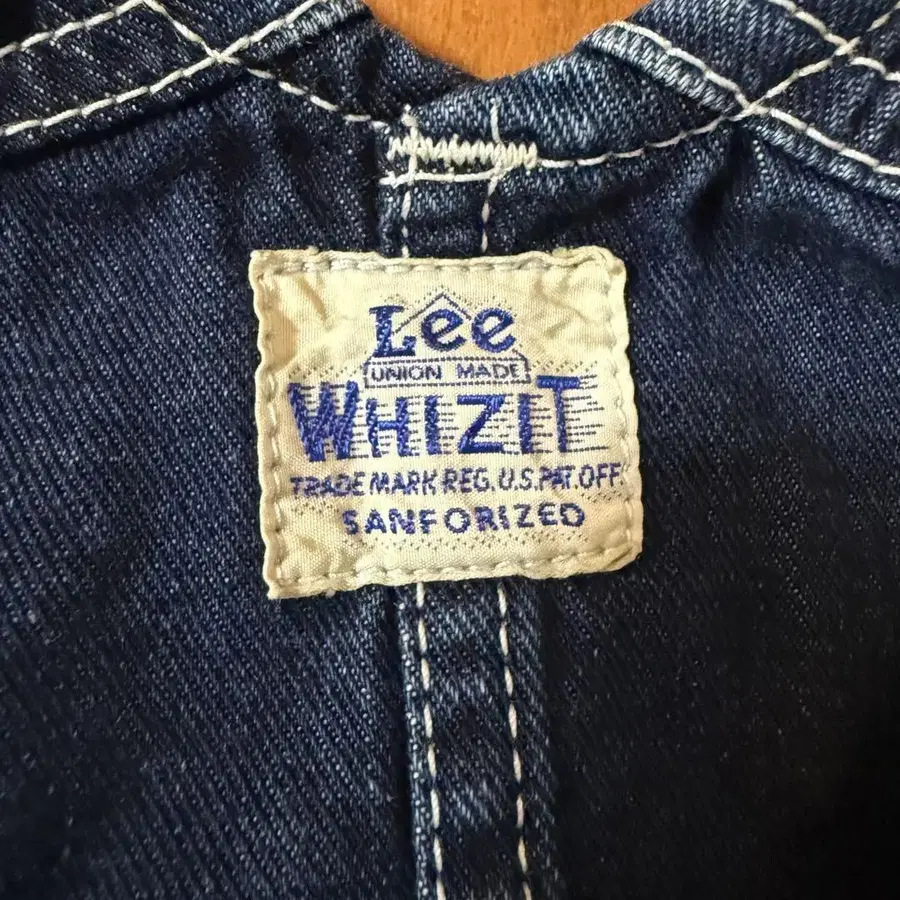 Lee
UNION MADE
WHIZIT
TRADE MARK REG. U.S. PAT. OFF.
SANFORIZED